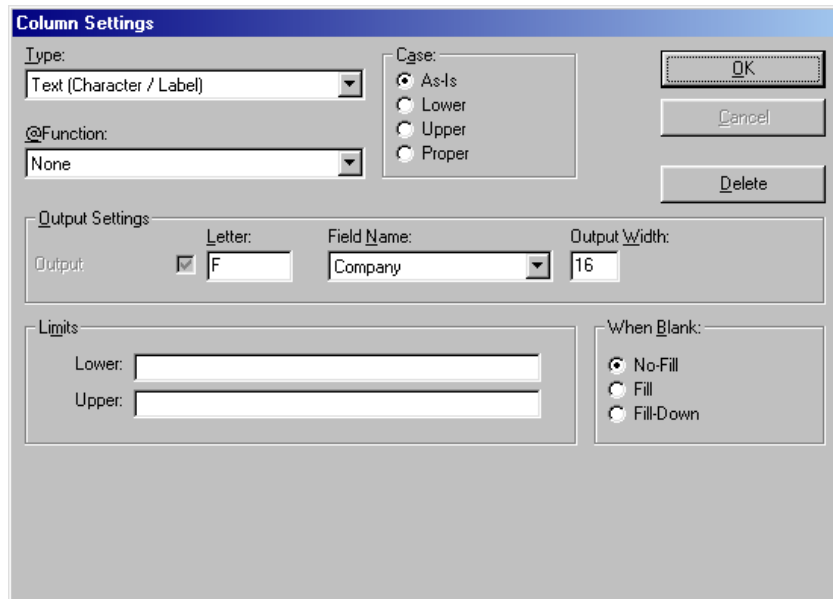 Column Settings
Type:
Text (Character / Label)
@Function:
None
Case:
As-Is
Lower
Upper
Proper
OK
Cancel
Delete
Output Settings
Output
Letter:
F
Field Name:
Company
Output Width:
16
Limits
Lower:
Upper:
When Blank:
No-Fill
Fill
Fill-Down